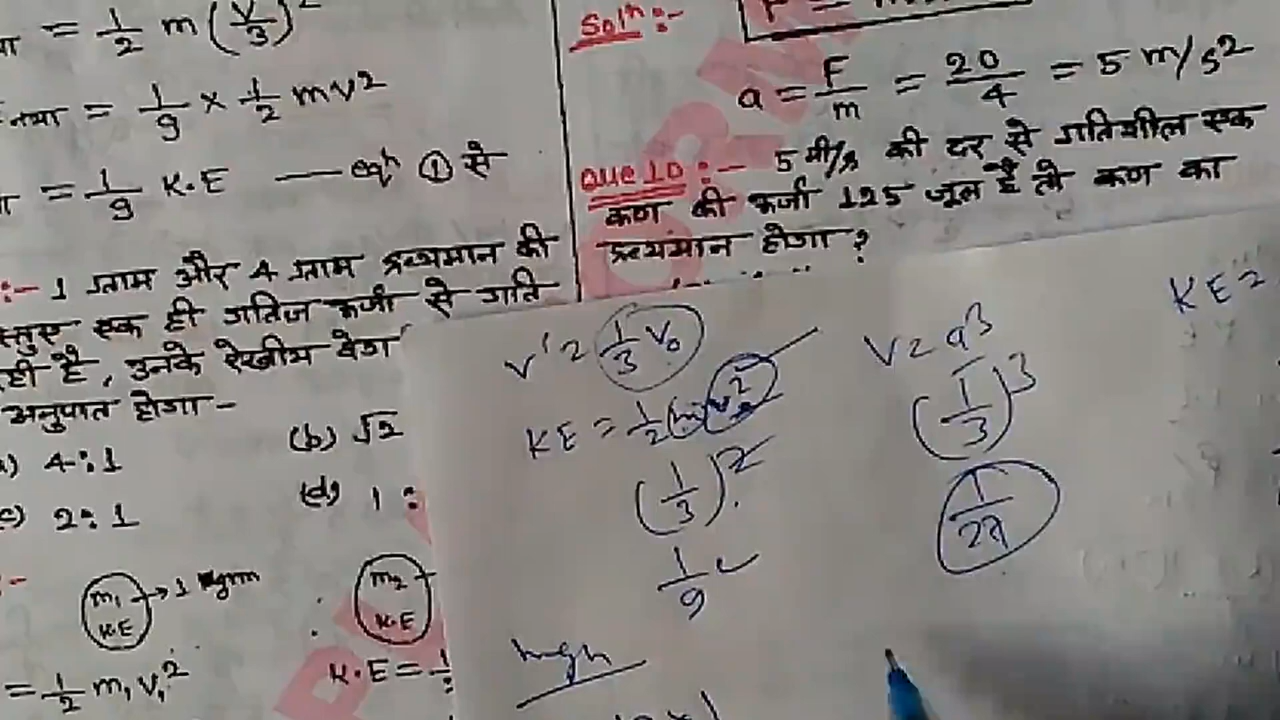 = 1/2 m (v/3)²
= 1/9 × 1/2 mv²
= 1/9 K.E — eqⁿ ① से
:- 1 ग्राम और 4 ग्राम द्रव्यमान की
एक ही गतिज ऊर्जा से गति
रही है, उनके रेखीय वेग
अनुपात होगा -
4:1
(b) √2
(c) 2:1
(d) 1:
m₁ → 1
K.E
m₂
K.E
= 1/2 m₁ v₁²
K.E = 1
Solⁿ:-
a = F/m = 20/4 = 5 m/s²
Que 10:- 5 मी/से की दर से गतिशील एक
कण की ऊर्जा 125 जूल है तो कण का
द्रव्यमान होगा ?
v' = 1/3 v₀
KE = 1/2 m v²
(1/3)²
1/9
mgh
v = a³
(1/3)³
1/27
KE =